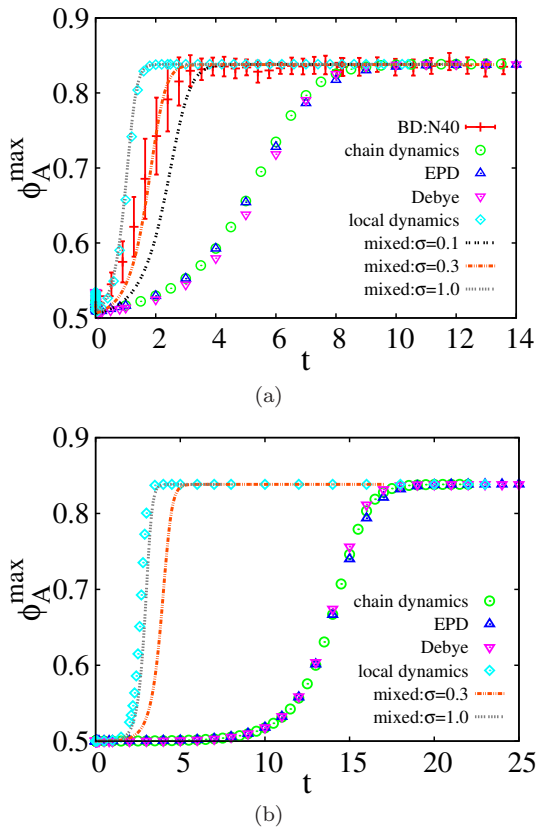 0.9
0.8
0.7
0.6
0.5
ϕ_A^max
BD:N40
chain dynamics
EPD
Debye
local dynamics
mixed:σ=0.1
mixed:σ=0.3
mixed:σ=1.0
0 2 4 6 8 10 12 14
t
(a)
0.9
0.8
0.7
0.6
0.5
ϕ_A^max
chain dynamics
EPD
Debye
local dynamics
mixed:σ=0.3
mixed:σ=1.0
0 5 10 15 20 25
t
(b)